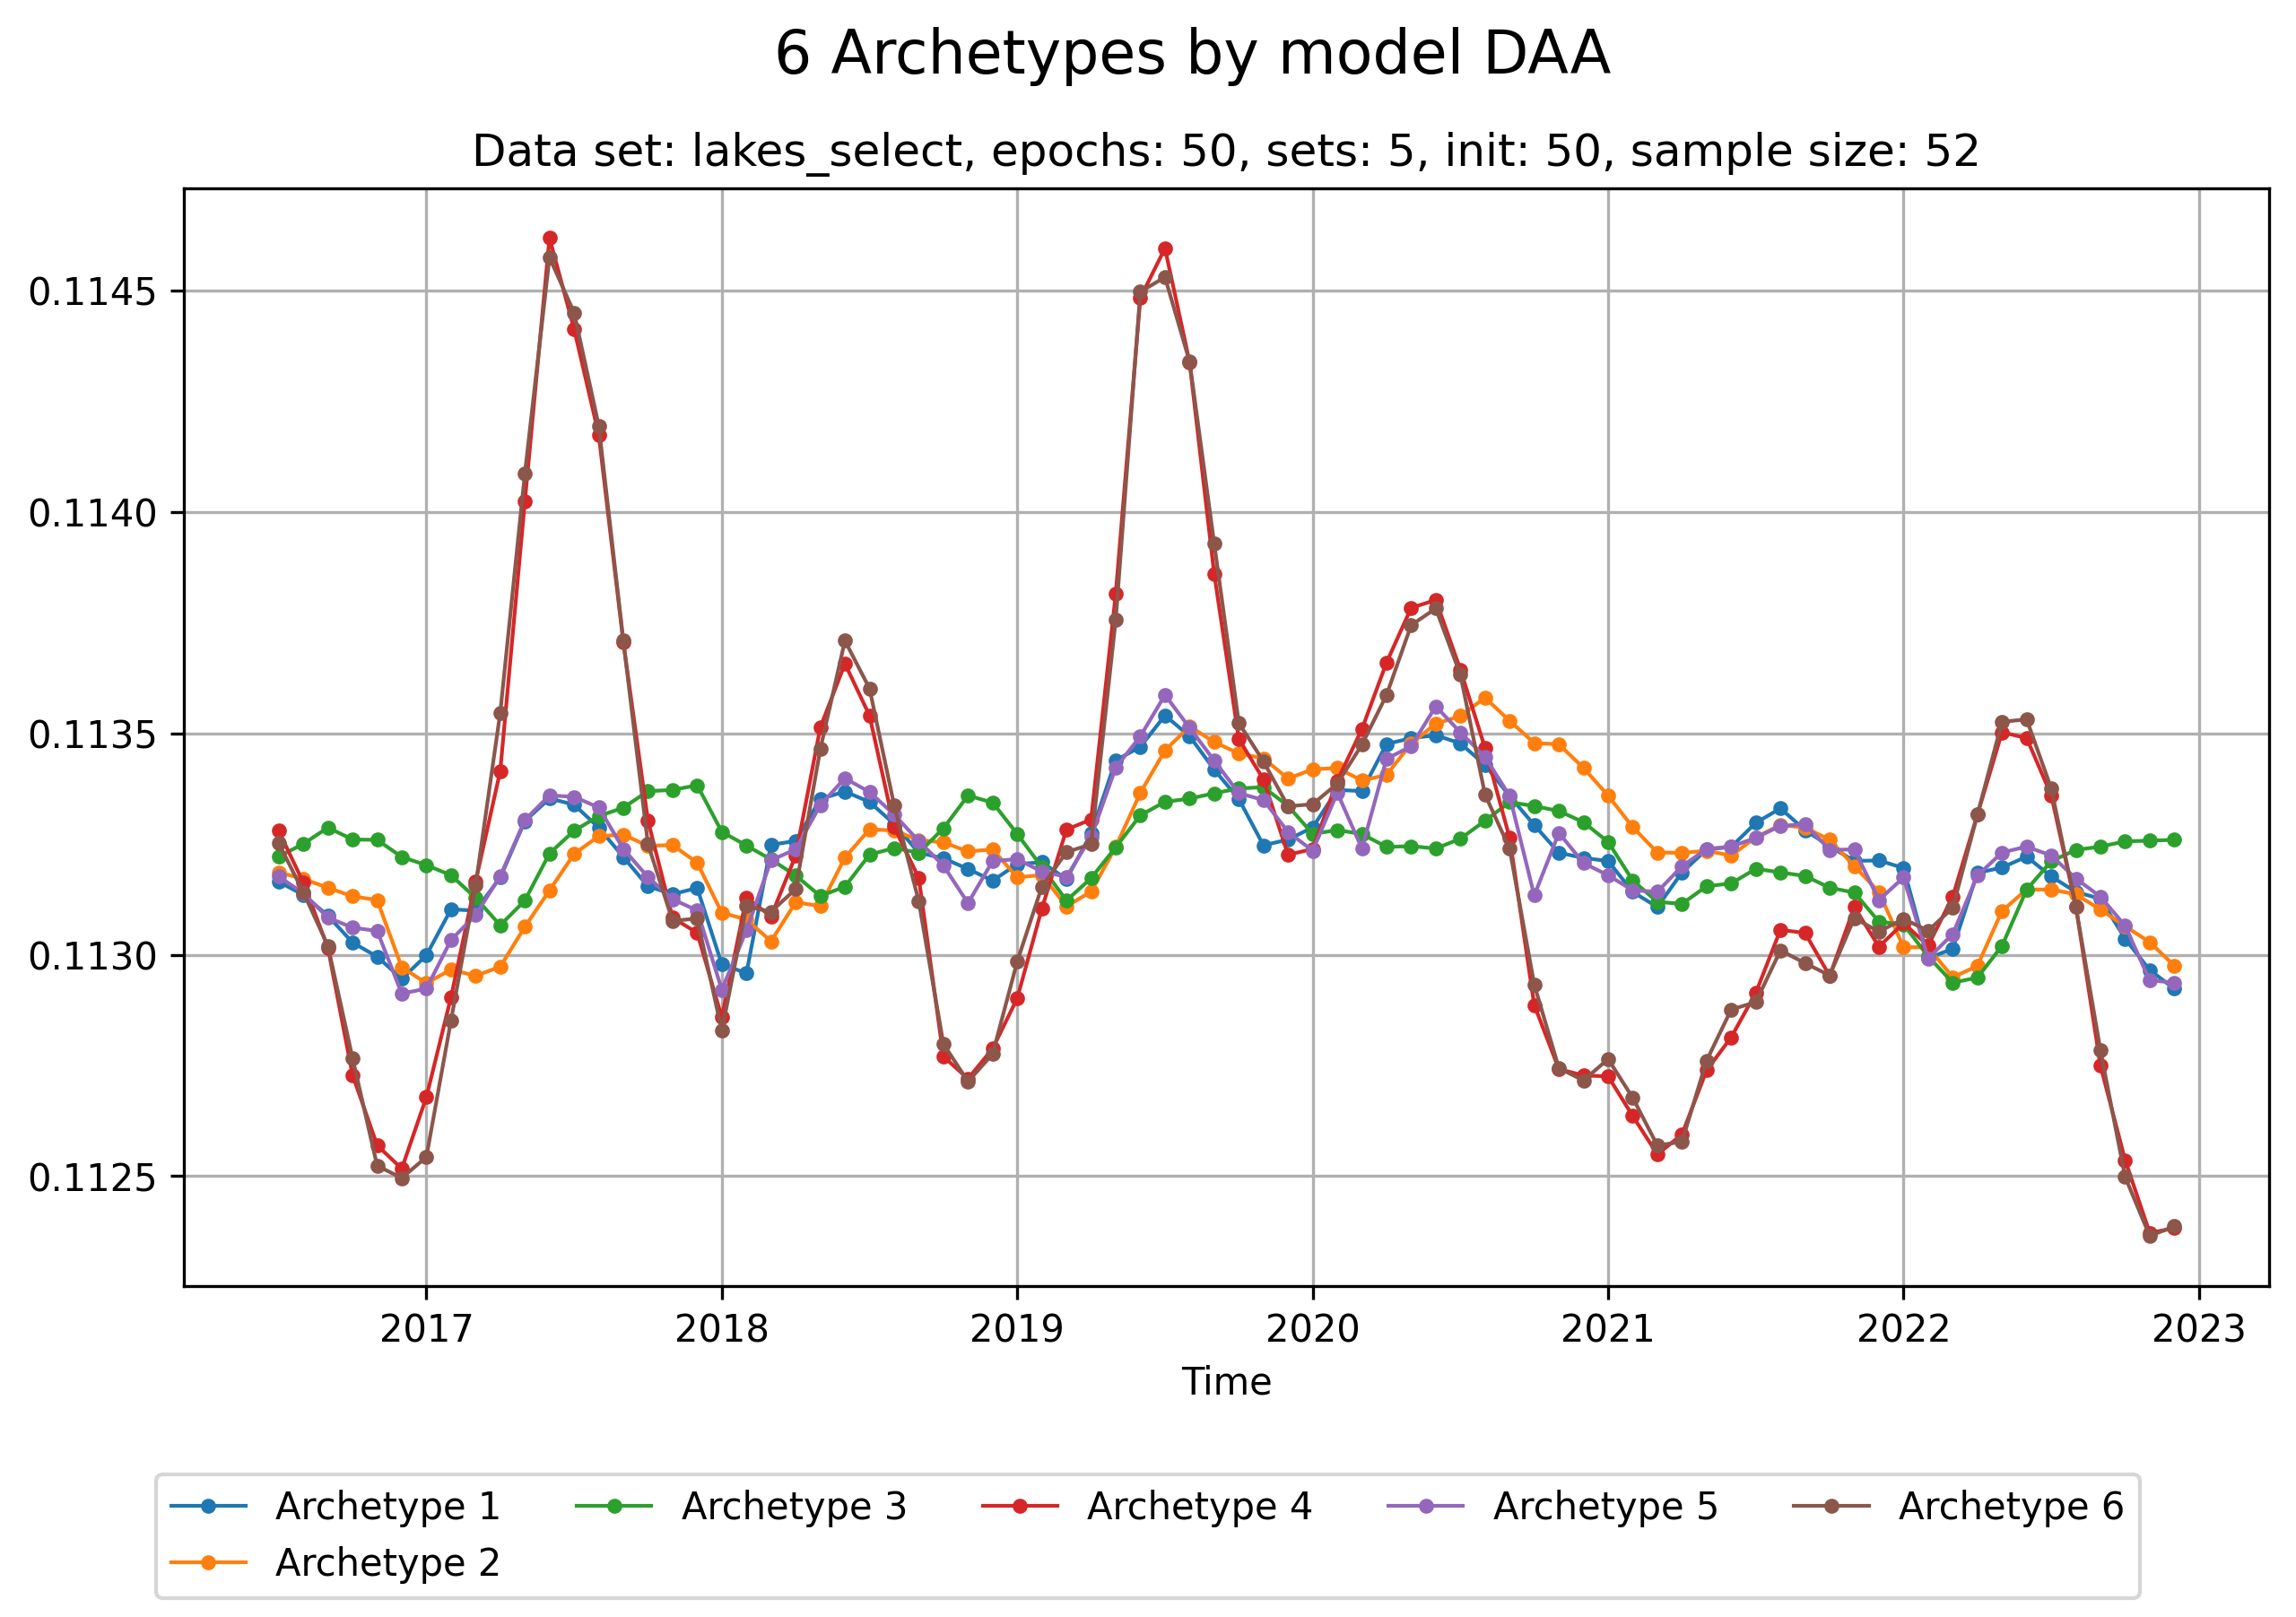 6 Archetypes by model DAA
Data set: lakes_select, epochs: 50, sets: 5, init: 50, sample size: 52
0.1145
0.1140
0.1135
0.1130
0.1125
2017 2018 2019 2020 2021 2022 2023
Time
Archetype 1 Archetype 3 Archetype 4 Archetype 5 Archetype 6
Archetype 2